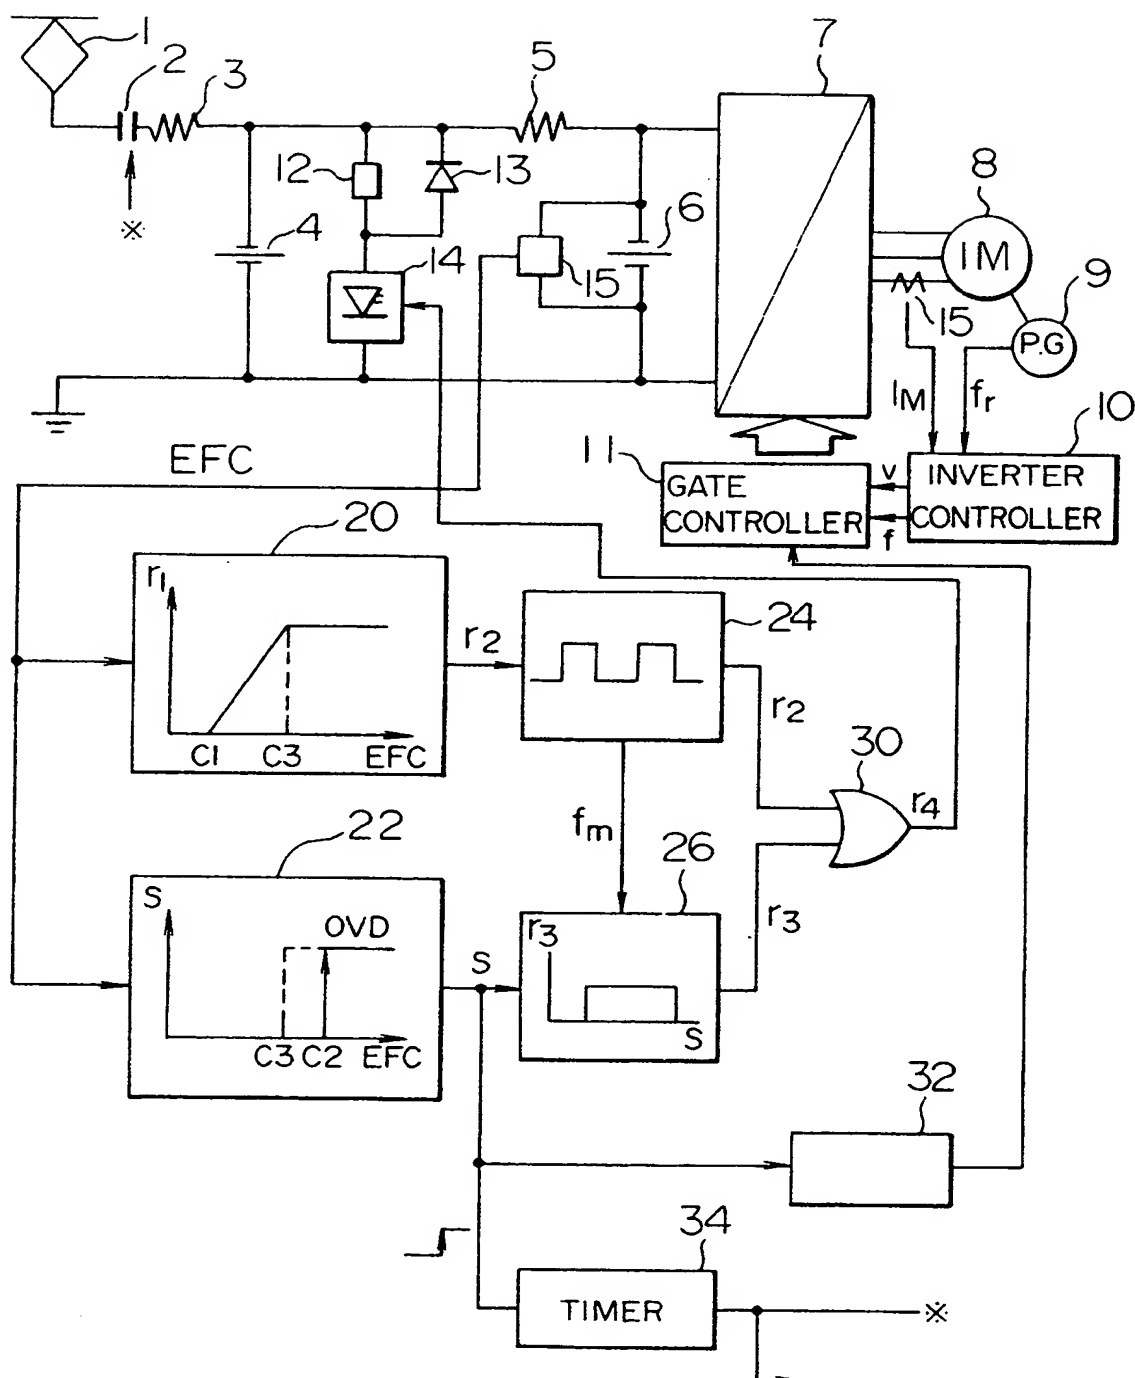 1
2
3
5
7
※
12
13
4
14
6
15
8
IM
9
15
P.G
IM
fr
10
EFC
11
GATE
CONTROLLER
v
f
INVERTER
CONTROLLER
20
r1
C1
C3
EFC
r2
24
r2
30
r4
fm
22
S
OVD
C3
C2
EFC
S
26
r3
S
r3
32
34
TIMER
※